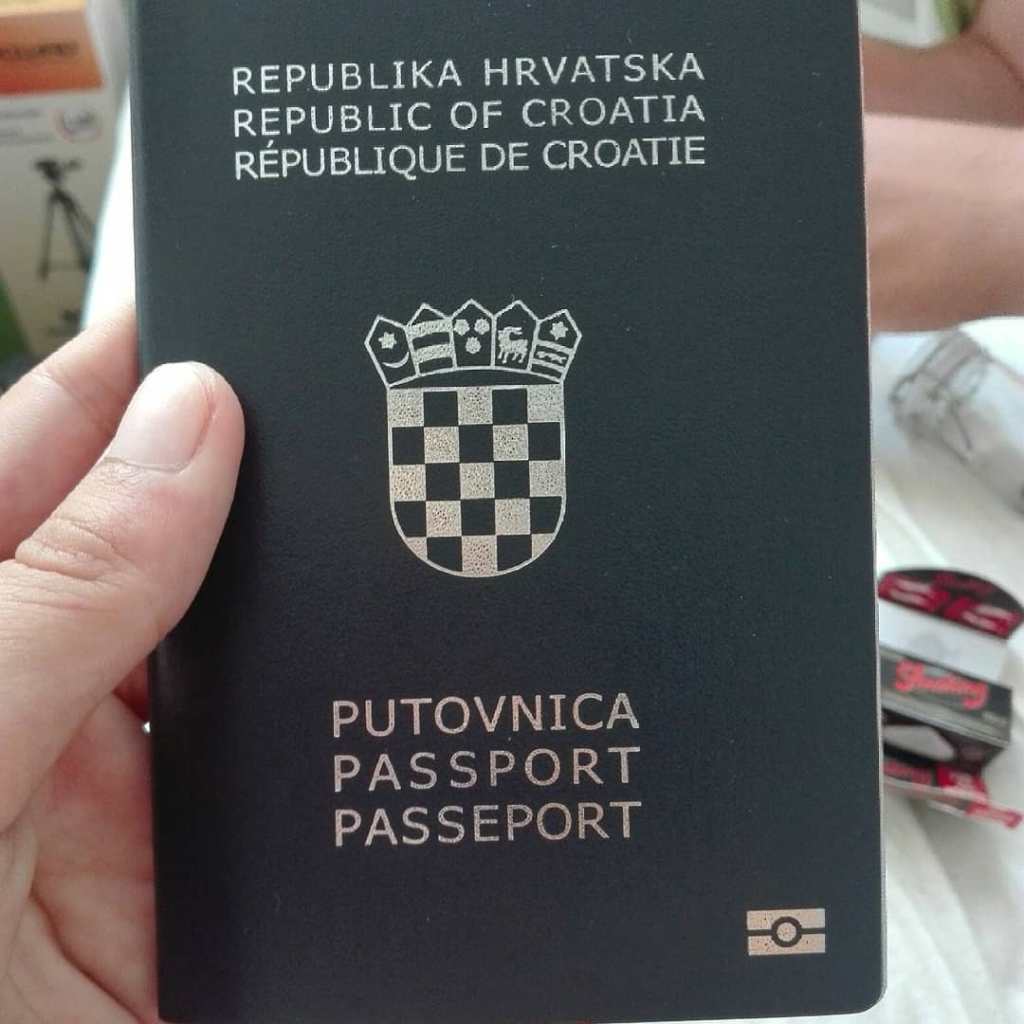 REPUBLIKA HRVATSKA
REPUBLIC OF CROATIA
RÉPUBLIQUE DE CROATIE
PUTOVNICA
PASSPORT
PASSEPORT